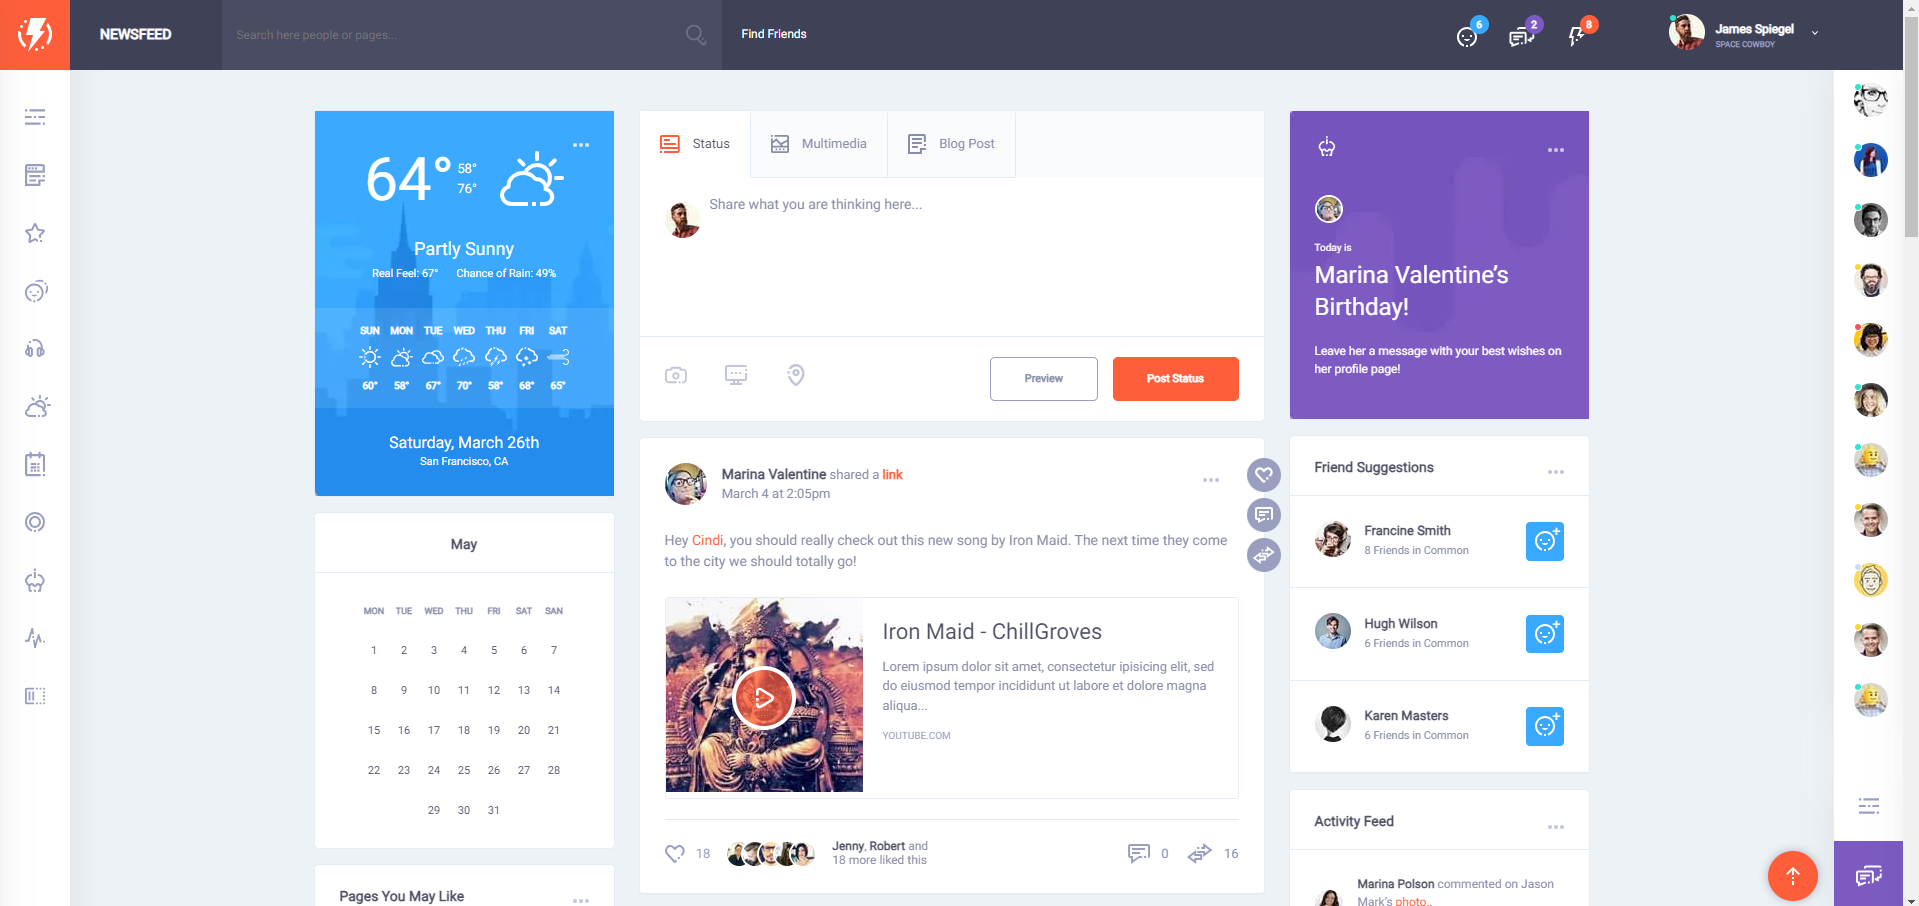 NEWSFEED
Search here people or pages...
Find Friends
6
2
8
James Spiegel
SPACE COWBOY
64°
58°
76°
Partly Sunny
Real Feel: 67° Chance of Rain: 49%
SUN MON TUE WED THU FRI SAT
60° 58° 67° 70° 58° 68° 65°
Saturday, March 26th
San Francisco, CA
May
MON TUE WED THU FRI SAT SAN
1 2 3 4 5 6 7
8 9 10 11 12 13 14
15 16 17 18 19 20 21
22 23 24 25 26 27 28
29 30 31
Pages You May Like
Status
Multimedia
Blog Post
Share what you are thinking here...
Preview
Post Status
Marina Valentine shared a link
March 4 at 2:05pm
Hey Cindi, you should really check out this new song by Iron Maid. The next time they come
to the city we should totally go!
Iron Maid - ChillGroves
Lorem ipsum dolor sit amet, consectetur ipisicing elit, sed
do eiusmod tempor incididunt ut labore et dolore magna
aliqua...
YOUTUBE.COM
18
Jenny, Robert and
18 more liked this
0
16
Today is
Marina Valentine's
Birthday!
Leave her a message with your best wishes on
her profile page!
Friend Suggestions
Francine Smith
8 Friends in Common
Hugh Wilson
6 Friends in Common
Karen Masters
6 Friends in Common
Activity Feed
Marina Polson commented on Jason
Mark's photo..